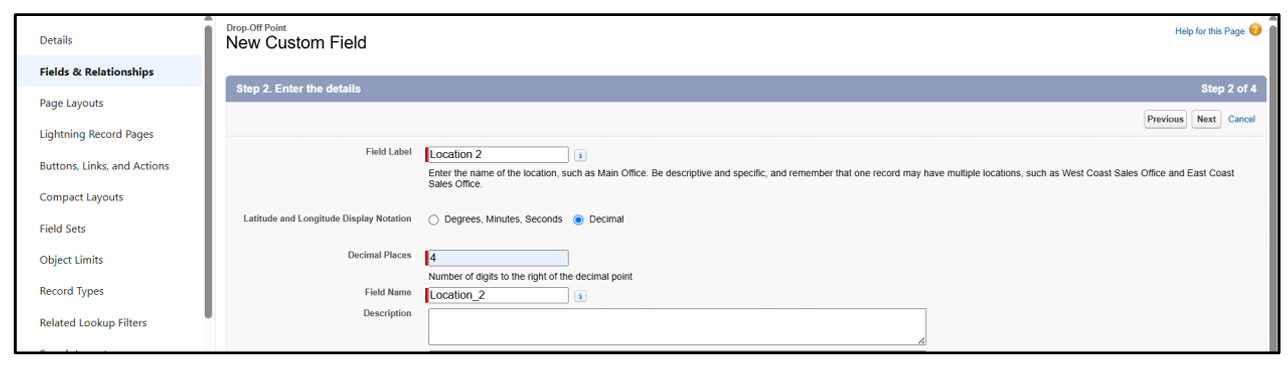 Details
Fields & Relationships
Page Layouts
Lightning Record Pages
Buttons, Links, and Actions
Compact Layouts
Field Sets
Object Limits
Record Types
Related Lookup Filters
Drop-Off Point
New Custom Field
Help for this Page
Step 2. Enter the details
Step 2 of 4
Previous Next Cancel
Field Label Location 2 i
Enter the name of the location, such as Main Office. Be descriptive and specific, and remember that one record may have multiple locations, such as West Coast Sales Office and East Coast
Sales Office.
Latitude and Longitude Display Notation Degrees, Minutes, Seconds Decimal
Decimal Places 4
Number of digits to the right of the decimal point
Field Name Location_2 i
Description